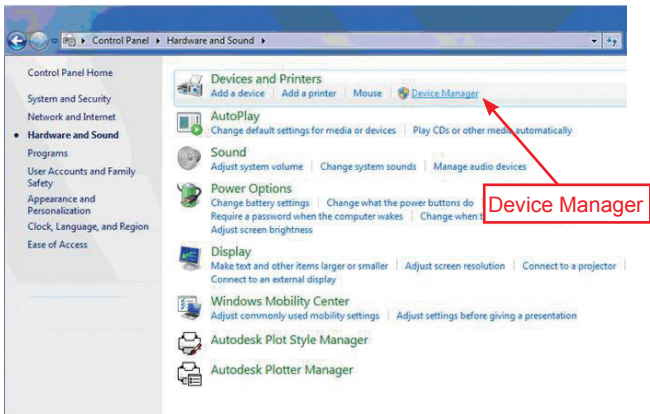 Control Panel Hardware and Sound
Control Panel Home
System and Security
Network and Internet
Hardware and Sound
Programs
User Accounts and Family
Safety
Appearance and
Personalization
Clock, Language, and Region
Ease of Access
Devices and Printers
Add a device Add a printer Mouse Device Manager
AutoPlay
Change default settings for media or devices Play CDs or other media automatically
Sound
Adjust system volume Change system sounds Manage audio devices
Power Options
Change battery settings Change what the power buttons do
Require a password when the computer wakes Change when
Adjust screen brightness
Device Manager
Display
Make text and other items larger or smaller Adjust screen resolution Connect to a projector
Connect to an external display
Windows Mobility Center
Adjust commonly used mobility settings Adjust settings before giving a presentation
Autodesk Plot Style Manager
Autodesk Plotter Manager